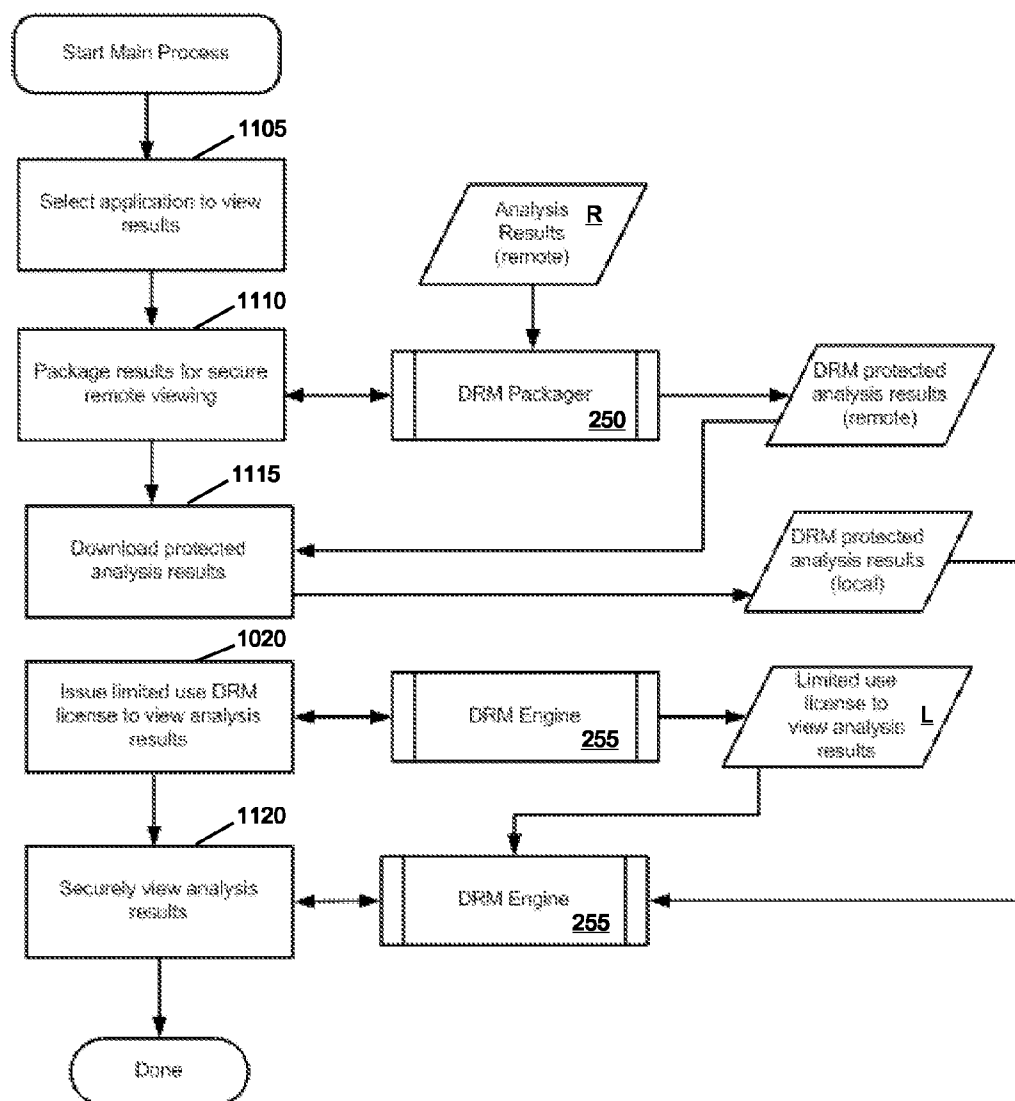 Start Main Process
1105
Select application to view
results
Analysis
Results
(remote)
R
1110
Package results for secure
remote viewing
DRM Packager
250
DRM protected
analysis results
(remote)
1115
Download protected
analysis results
DRM protected
analysis results
(local)
1020
Issue limited use DRM
license to view analysis
results
DRM Engine
255
Limited use
license to
view analysis
results
L
1120
Securely view analysis
results
DRM Engine
255
Done